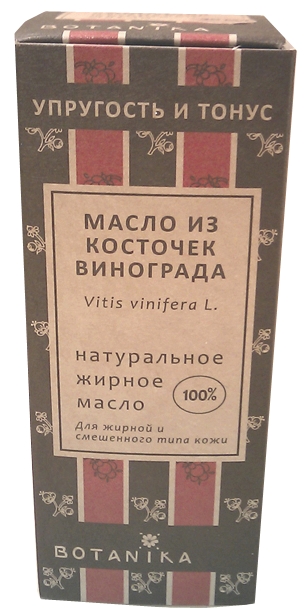 BOTANIKA
УПРУГОСТЬ И ТОНУС
МАСЛО ИЗ
КОСТОЧЕК
ВИНОГРАДА
Vitis vinifera L.
натуральное
жирное
масло
100%
Для жирной и
смешенного типа кожи
BOTANIKA